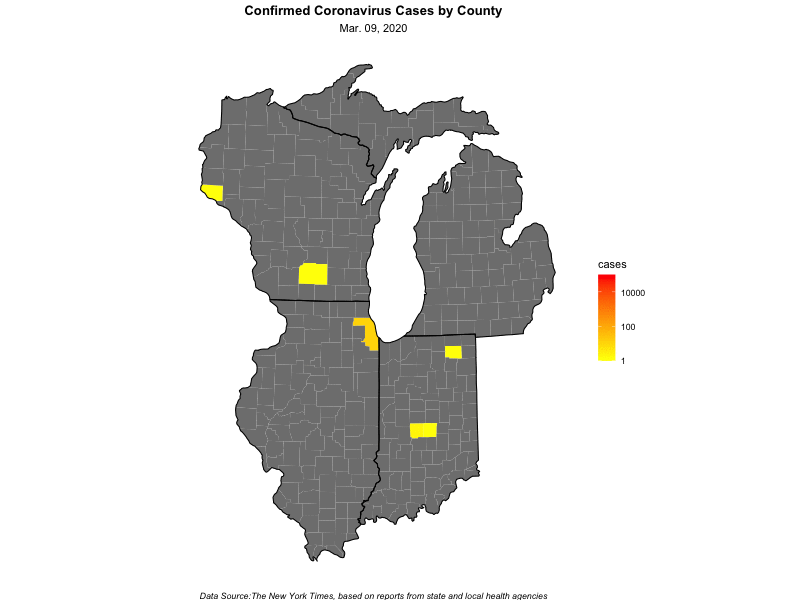 Confirmed Coronavirus Cases by County
Mar. 09, 2020
cases
10000
100
1
Data Source:The New York Times, based on reports from state and local health agencies